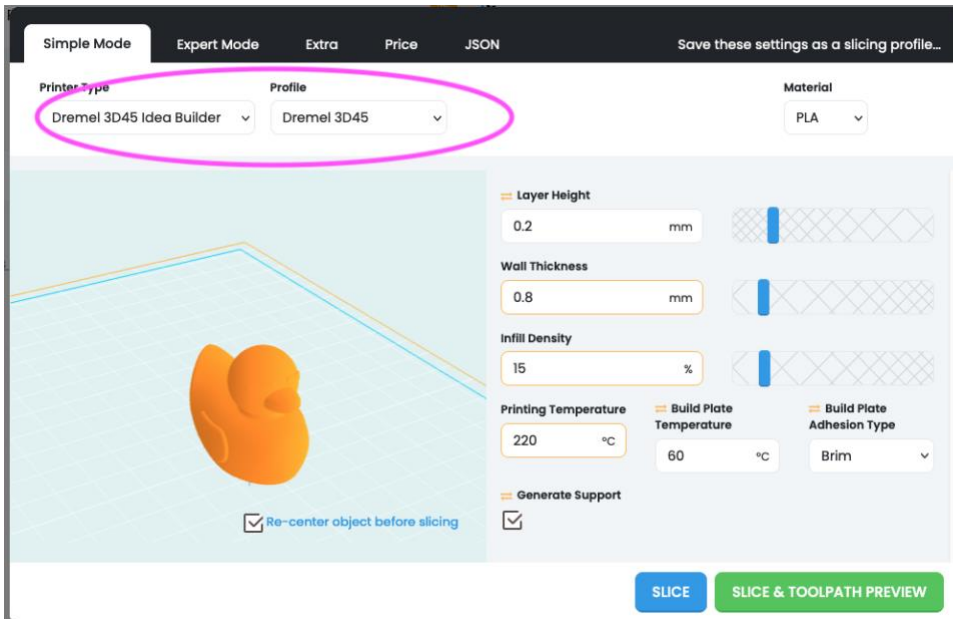 Simple Mode
Expert Mode
Extra
Price
JSON
Save these settings as a slicing profile...
Printer Type
Profile
Material
Dremel 3D45 Idea Builder
Dremel 3D45
PLA
Layer Height
0.2 mm
Wall Thickness
0.8 mm
Infill Density
15 %
Printing Temperature
Build Plate
Temperature
Build Plate
Adhesion Type
220 °C
60 °C
Brim
Generate Support
Re-center object before slicing
SLICE
SLICE & TOOLPATH PREVIEW